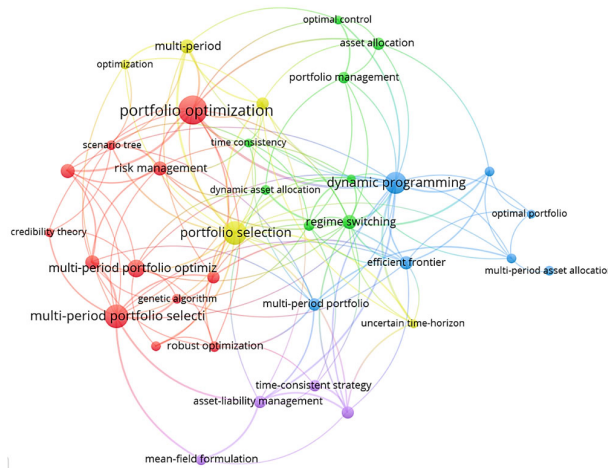 optimal control
multi-period
asset allocation
optimization
portfolio management
portfolio optimization
scenario tree
time consistency
risk management
dynamic programming
dynamic asset allocation
optimal portfolio
credibility theory
portfolio selection
regime switching
multi-period portfolio optimiz
efficient frontier
multi-period asset allocatio
genetic algorithm
multi-period portfolio
multi-period portfolio selecti
uncertain time-horizon
robust optimization
time-consistent strategy
asset-liability management
mean-field formulation